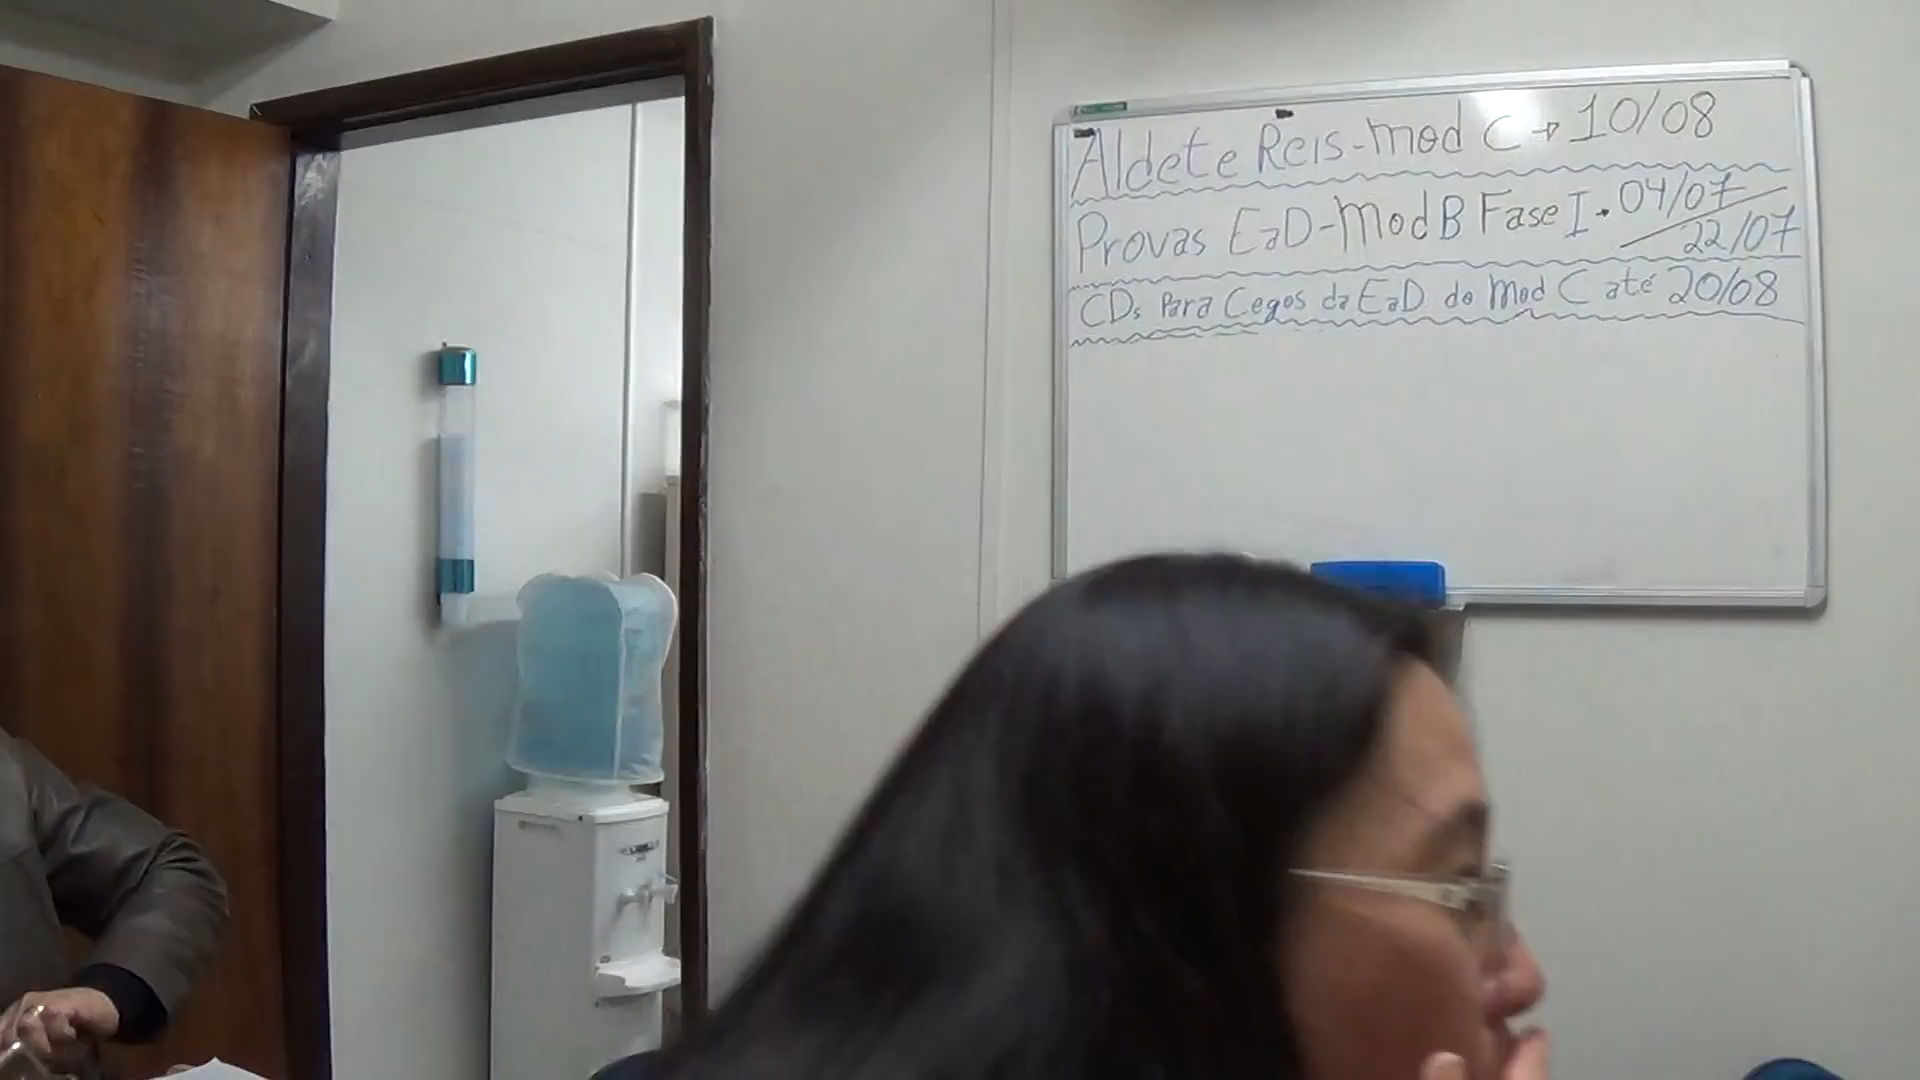 Aldete Reis-mod C → 10/08
Provas EaD-Mod B Fase I → 04/07
22/07
CDs Para Cegos da EaD do Mod C até 20/08